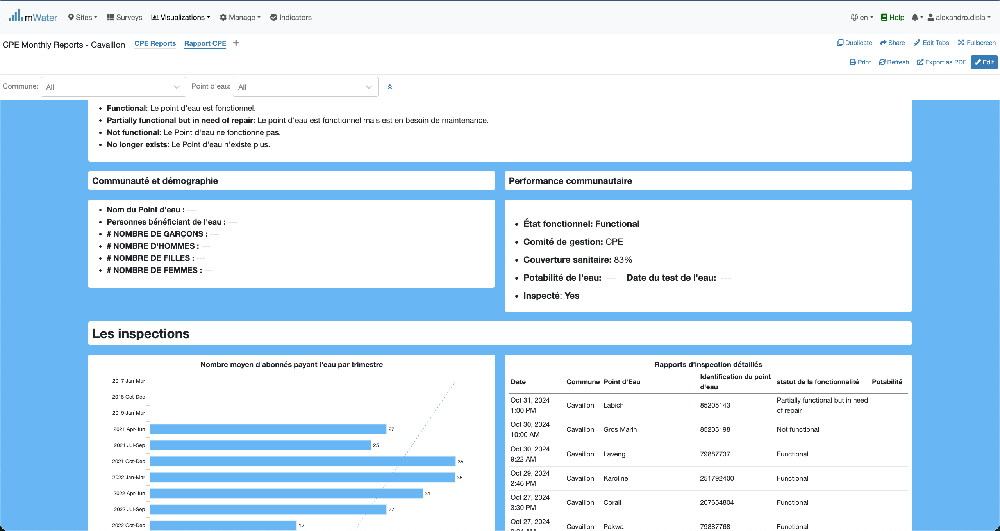 mWater Sites Surveys Visualizations Manage Indicators en Help alexandro.disla
CPE Monthly Reports - Cavaillon CPE Reports Rapport CPE + Duplicate Share Edit Tabs Fullscreen
Print Refresh Export as PDF Edit
Commune: All Point d'eau: All
• Functional: Le point d'eau est fonctionnel.
• Partially functional but in need of repair: Le point d'eau est fonctionnel mais est en besoin de maintenance.
• Not functional: Le Point d'eau ne fonctionne pas.
• No longer exists: Le Point d'eau n'existe plus.
Communauté et démographie
• Nom du Point d'eau : ---
• Personnes bénéficiant de l'eau : ---
• # NOMBRE DE GARÇONS : ---
• # NOMBRE D'HOMMES : ---
• # NOMBRE DE FILLES : ---
• # NOMBRE DE FEMMES : ---
Performance communautaire
• État fonctionnel: Functional
• Comité de gestion: CPE
• Couverture sanitaire: 83%
• Potabilité de l'eau: --- Date du test de l'eau: ---
• Inspecté: Yes
Les inspections
Nombre moyen d'abonnés payant l'eau par trimestre
2017 Jan-Mar
2018 Oct-Dec
2019 Jan-Mar
2021 Apr-Jun 27
2021 Jul-Sep 25
2021 Oct-Dec 35
2022 Jan-Mar 35
2022 Apr-Jun 31
2022 Jul-Sep 27
2022 Oct-Dec 17
Rapports d'inspection détaillés
Date Commune Point d'Eau Identification du point d'eau statut de la fonctionnalité Potabilité
Oct 31, 2024 1:00 PM Cavaillon Labich 85205143 Partially functional but in need of repair
Oct 30, 2024 10:00 AM Cavaillon Gros Marin 85205198 Not functional
Oct 30, 2024 9:22 AM Cavaillon Laveng 79887737 Functional
Oct 29, 2024 2:46 PM Cavaillon Karoline 251792400 Functional
Oct 27, 2024 3:30 PM Cavaillon Corail 207654804 Functional
Oct 27, 2024 Cavaillon Pakwa 79887768 Functional